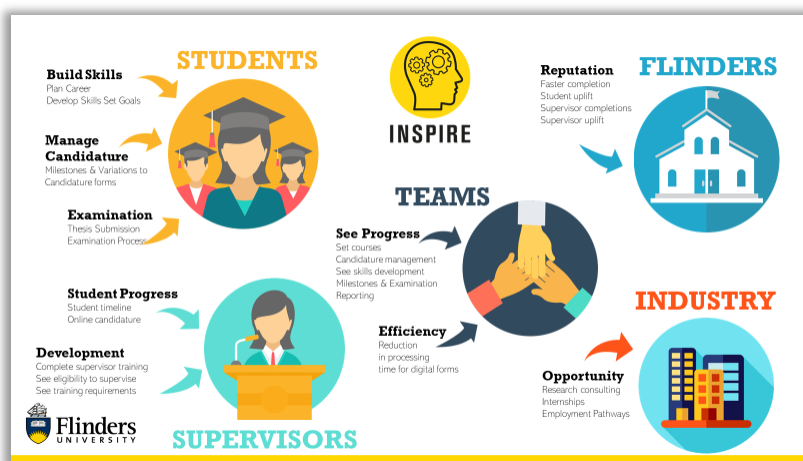 STUDENTS
Build Skills
Plan Career
Develop Skills Set Goals
Manage
Candidature
Milestones & Variations to
Candidature forms
Examination
Thesis Submission
Examination Process
INSPIRE
FLINDERS
Reputation
Faster completion
Student uplift
Supervisor completions
Supervisor uplift
TEAMS
See Progress
Set courses
Candidature management
See skills development
Milestones & Examination
Reporting
Efficiency
Reduction
in processing
time for digital forms
Student Progress
Student timeline
Online candidature
Development
Complete supervisor training
See eligibility to supervise
See training requirements
SUPERVISORS
INDUSTRY
Opportunity
Research consulting
Internships
Employment Pathways
Flinders
UNIVERSITY